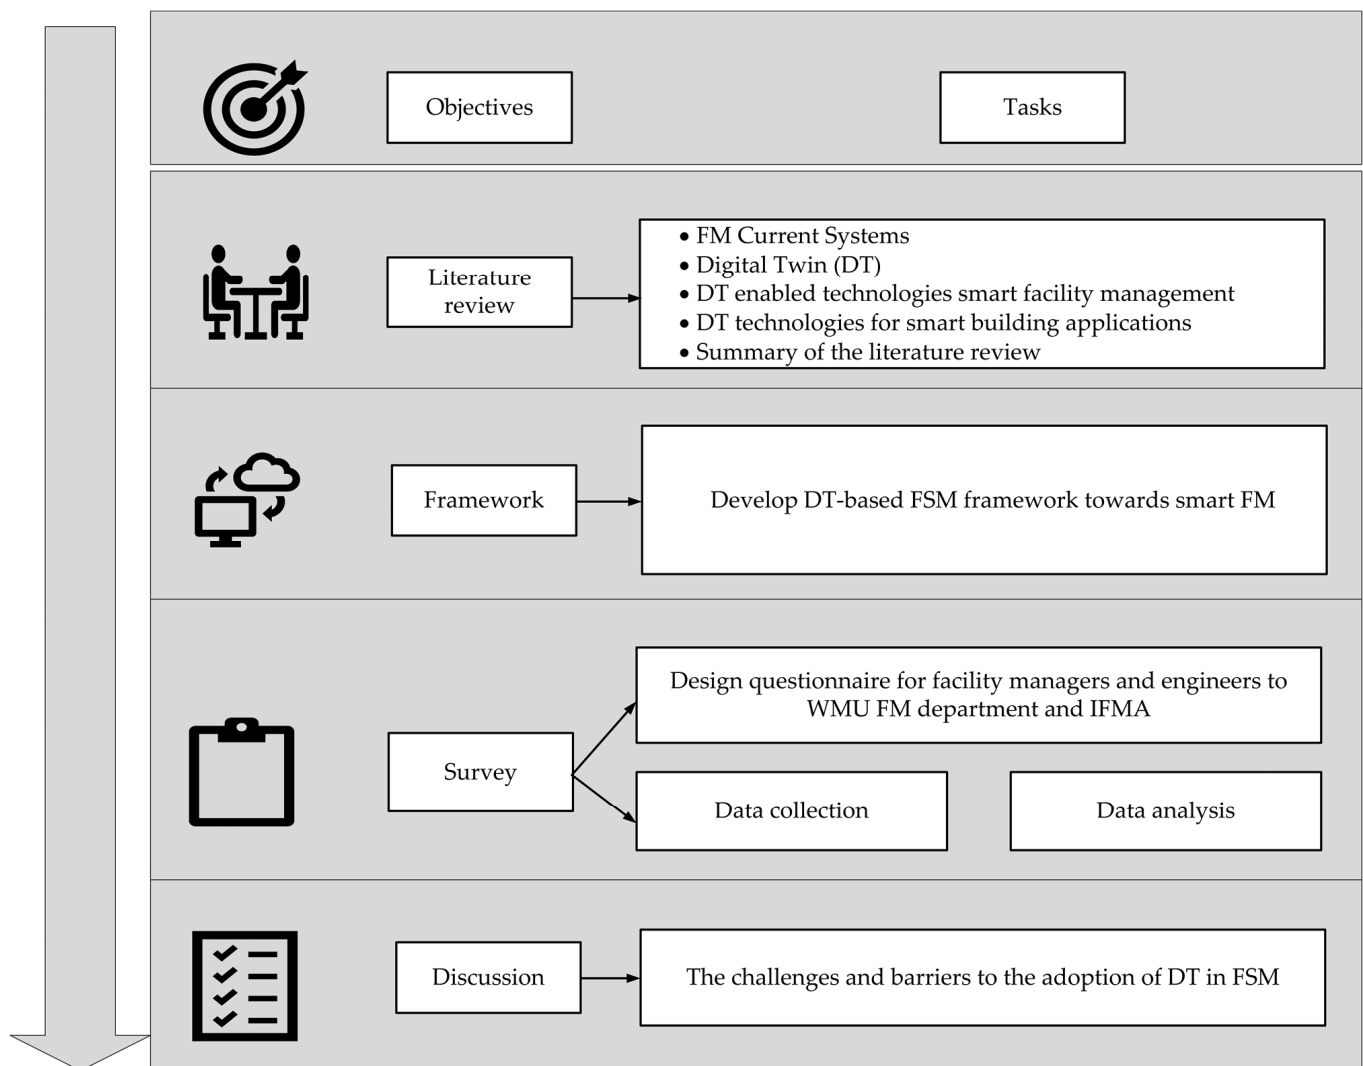 Objectives
Tasks
Literature
review
• FM Current Systems
• Digital Twin (DT)
• DT enabled technologies smart facility management
• DT technologies for smart building applications
• Summary of the literature review
Framework
Develop DT-based FSM framework towards smart FM
Survey
Design questionnaire for facility managers and engineers to
WMU FM department and IFMA
Data collection
Data analysis
Discussion
The challenges and barriers to the adoption of DT in FSM